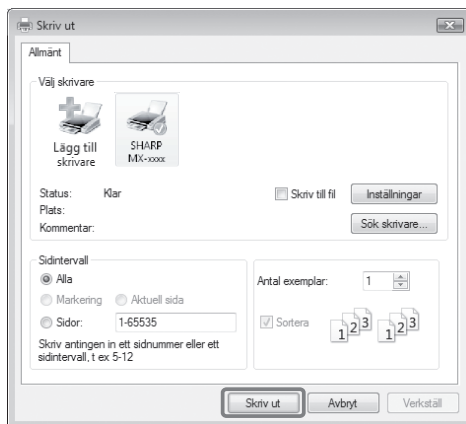 Skriv ut
Allmänt
Välj skrivare
Lägg till
skrivare
SHARP
MX-xxxx
Status: Klar
Plats:
Kommentar:
Skriv till fil
Inställningar
Sök skrivare...
Sidintervall
Alla
Markering Aktuell sida
Sidor: 1-65535
Skriv antingen in ett sidnummer eller ett
sidintervall, t ex 5-12
Antal exemplar: 1
Sortera
1 2 3 1 2 3
Skriv ut Avbryt Verkställ